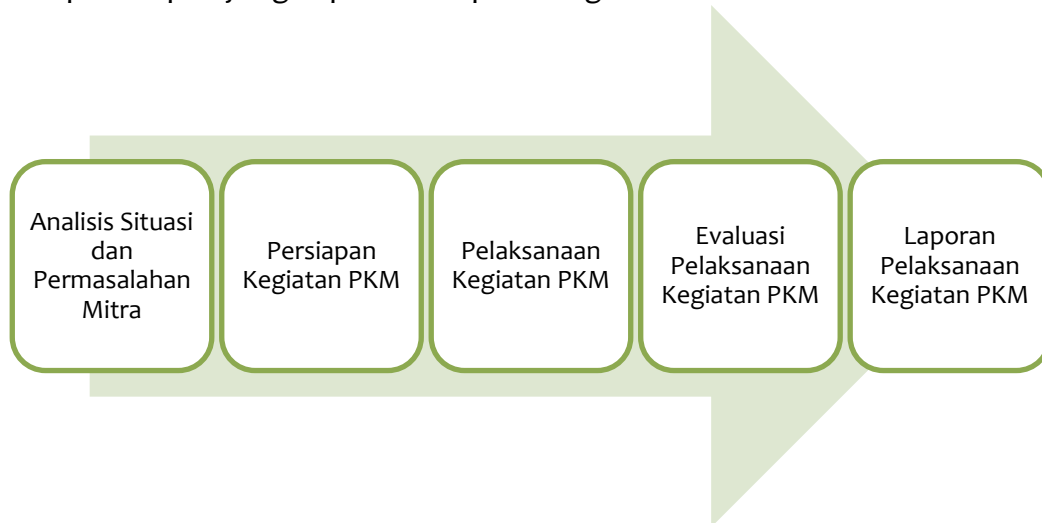 Analisis Situasi
dan
Permasalahan
Mitra
Persiapan
Kegiatan PKM
Pelaksanaan
Kegiatan PKM
Evaluasi
Pelaksanaan
Kegiatan PKM
Laporan
Pelaksanaan
Kegiatan PKM